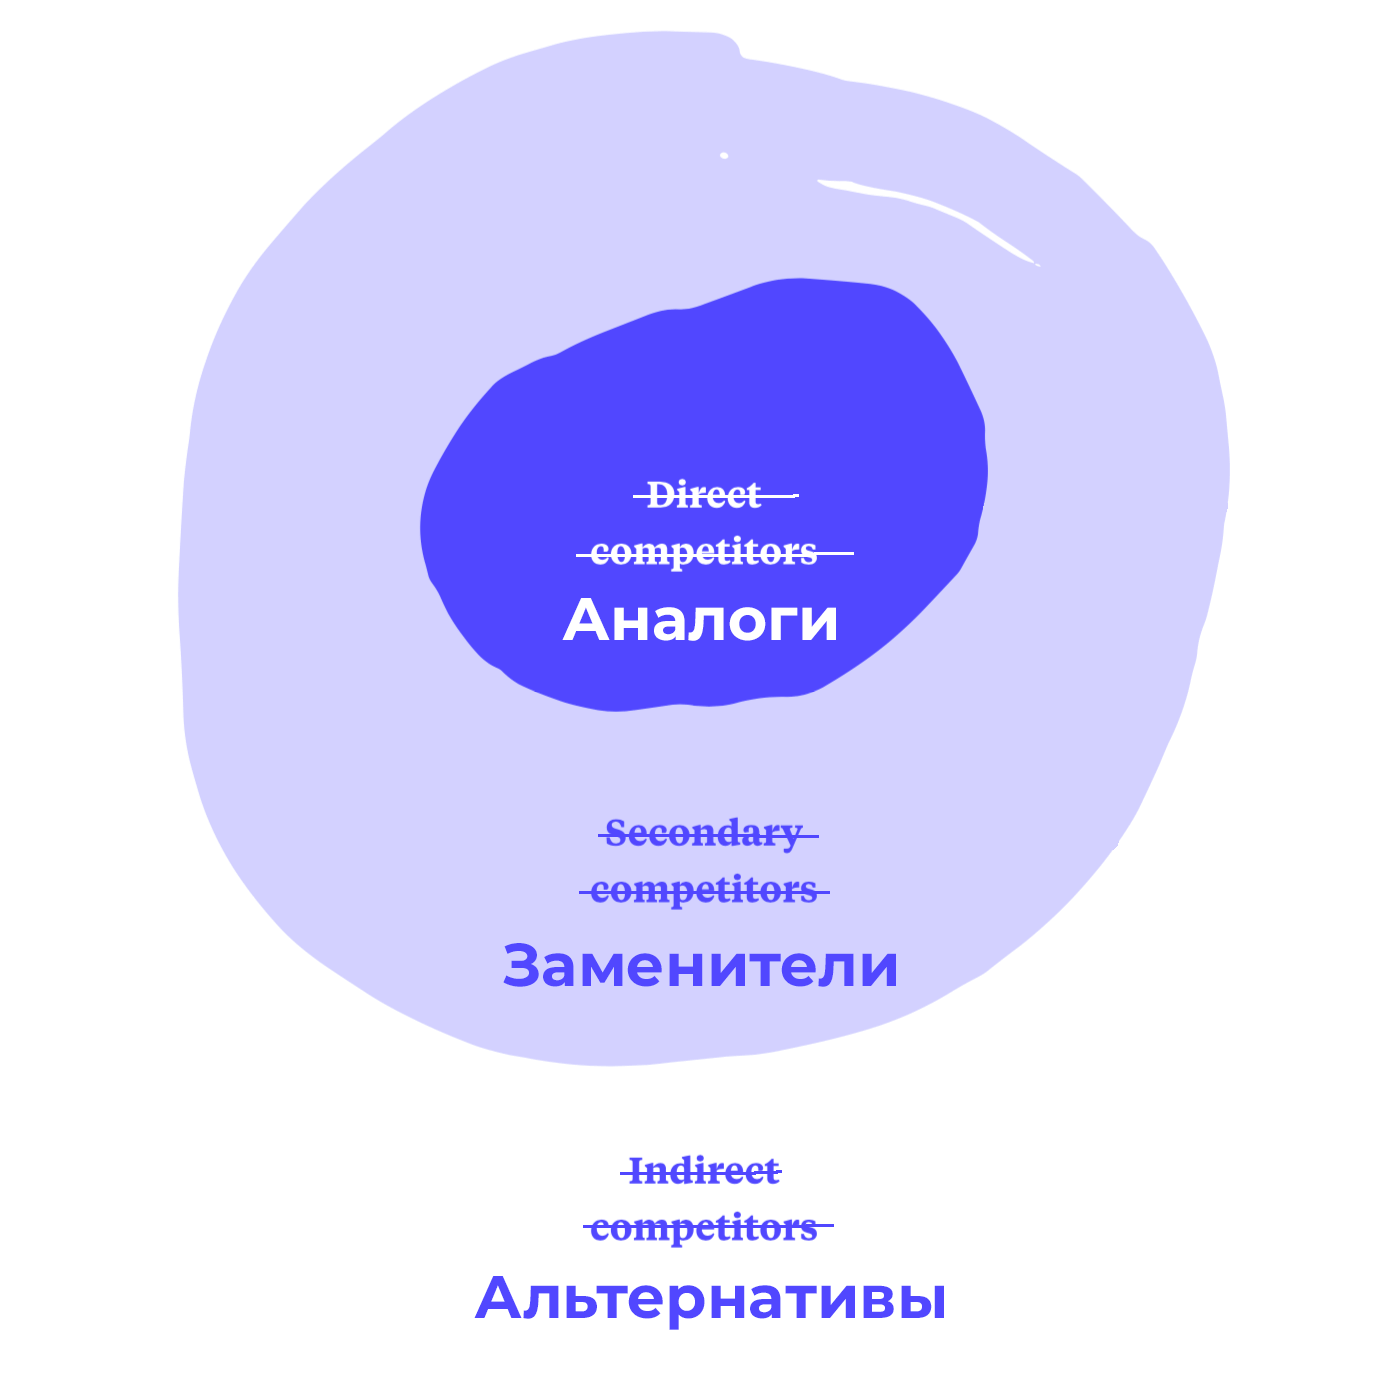 Direct
competitors
Аналоги
Secondary
competitors
Заменители
Indirect
competitors
Альтернативы